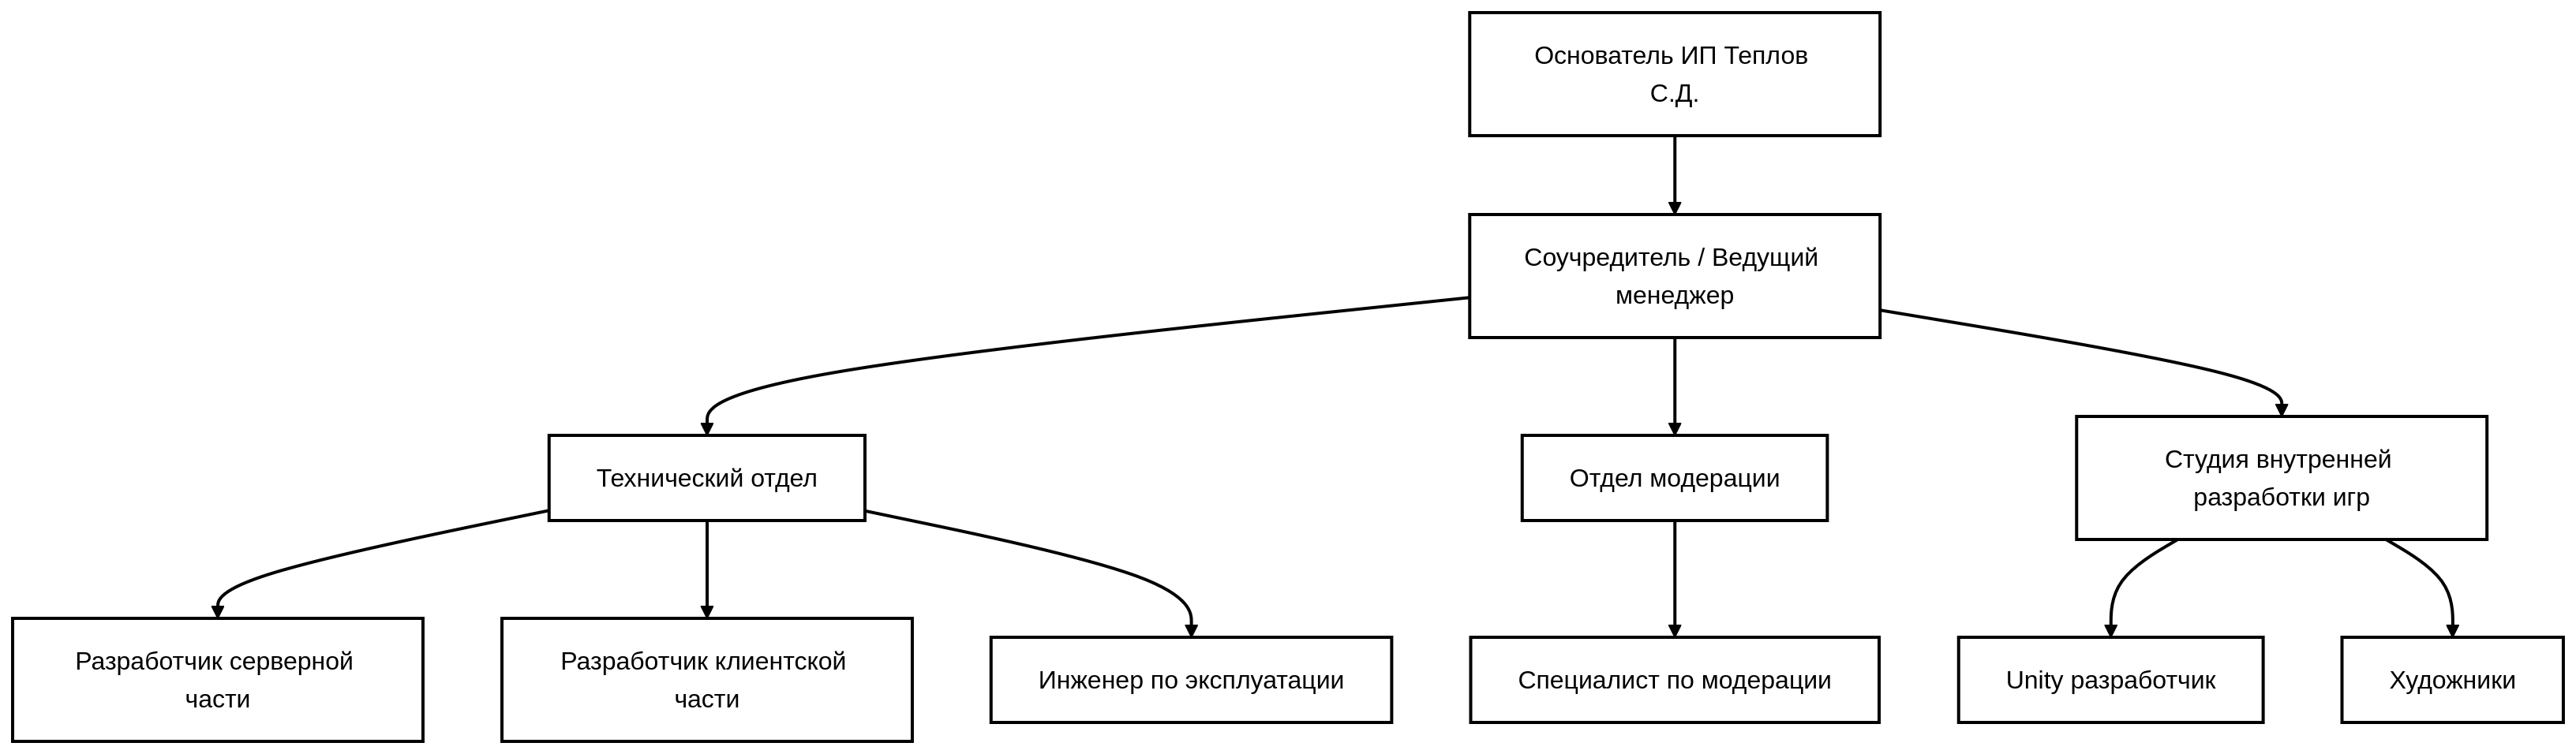 Основатель ИП Теплов
С.Д.
Соучредитель / Ведущий
менеджер
Технический отдел
Отдел модерации
Студия внутренней
разработки игр
Разработчик серверной
части
Разработчик клиентской
части
Инженер по эксплуатации
Специалист по модерации
Unity разработчик
Художники